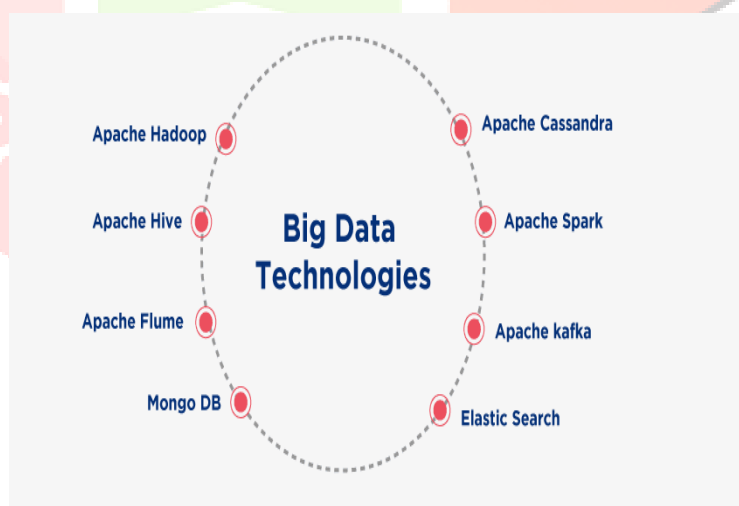 Apache Hadoop
Apache Cassandra
Apache Hive
Big Data
Technologies
Apache Spark
Apache Flume
Apache kafka
Mongo DB
Elastic Search